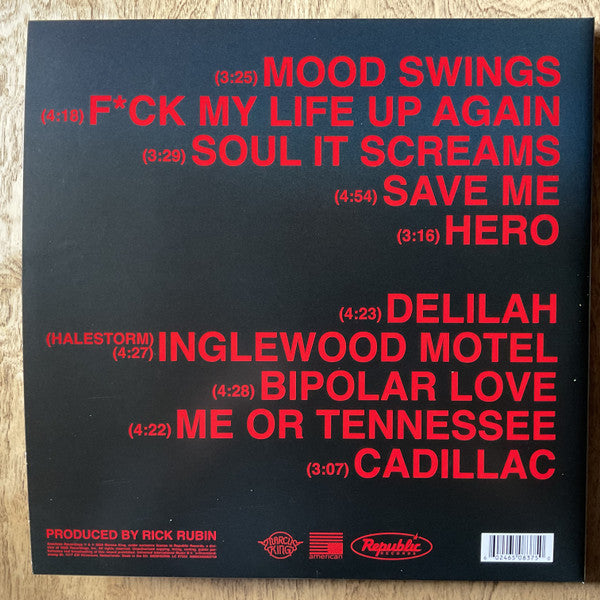 (3:25) MOOD SWINGS
(4:18) F*CK MY LIFE UP AGAIN
(3:29) SOUL IT SCREAMS
(4:54) SAVE ME
(3:16) HERO
(4:23) DELILAH
(HALESTORM)
(4:27) INGLEWOOD MOTEL
(4:28) BIPOLAR LOVE
(4:22) ME OR TENNESSEE
(3:07) CADILLAC
PRODUCED BY RICK RUBIN
MARCUS KING
american
Republic
RECORDS